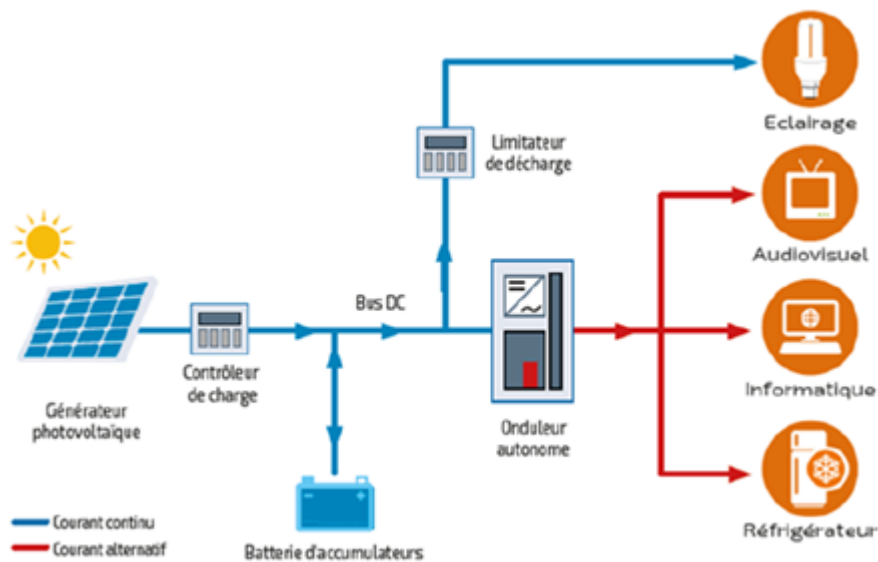 Eclairage
Limitateur
de décharge
Audiovisuel
Bus DC
Contrôleur
de charge
Informatique
Générateur
photovoltaïque
Onduleur
autonome
Réfrigérateur
Courant continu
Courant alternatif
Batterie d'accumulateurs